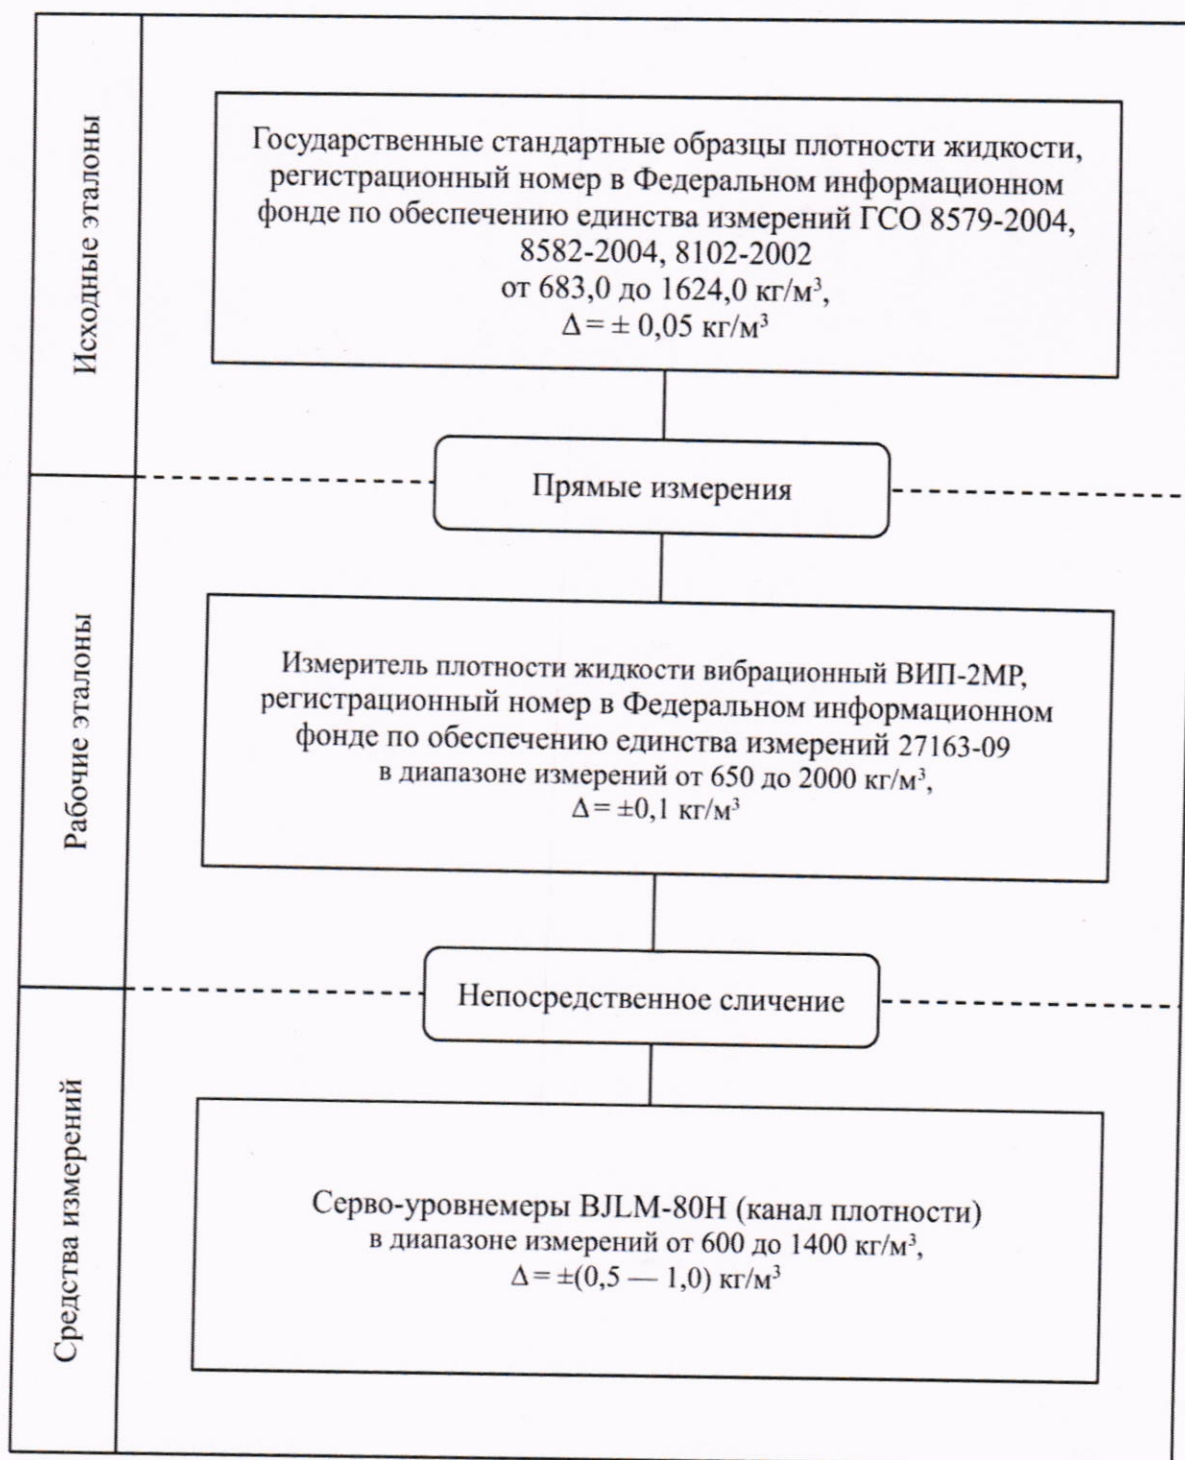 Исходные эталоны
Государственные стандартные образцы плотности жидкости,
регистрационный номер в Федеральном информационном
фонде по обеспечению единства измерений ГСО 8579-2004,
8582-2004, 8102-2002
от 683,0 до 1624,0 кг/м³,
Δ = ± 0,05 кг/м³
Прямые измерения
Рабочие эталоны
Измеритель плотности жидкости вибрационный ВИП-2МР,
регистрационный номер в Федеральном информационном
фонде по обеспечению единства измерений 27163-09
в диапазоне измерений от 650 до 2000 кг/м³,
Δ = ±0,1 кг/м³
Непосредственное сличение
Средства измерений
Серво-уровнемеры BJLM-80H (канал плотности)
в диапазоне измерений от 600 до 1400 кг/м³,
Δ = ±(0,5 — 1,0) кг/м³